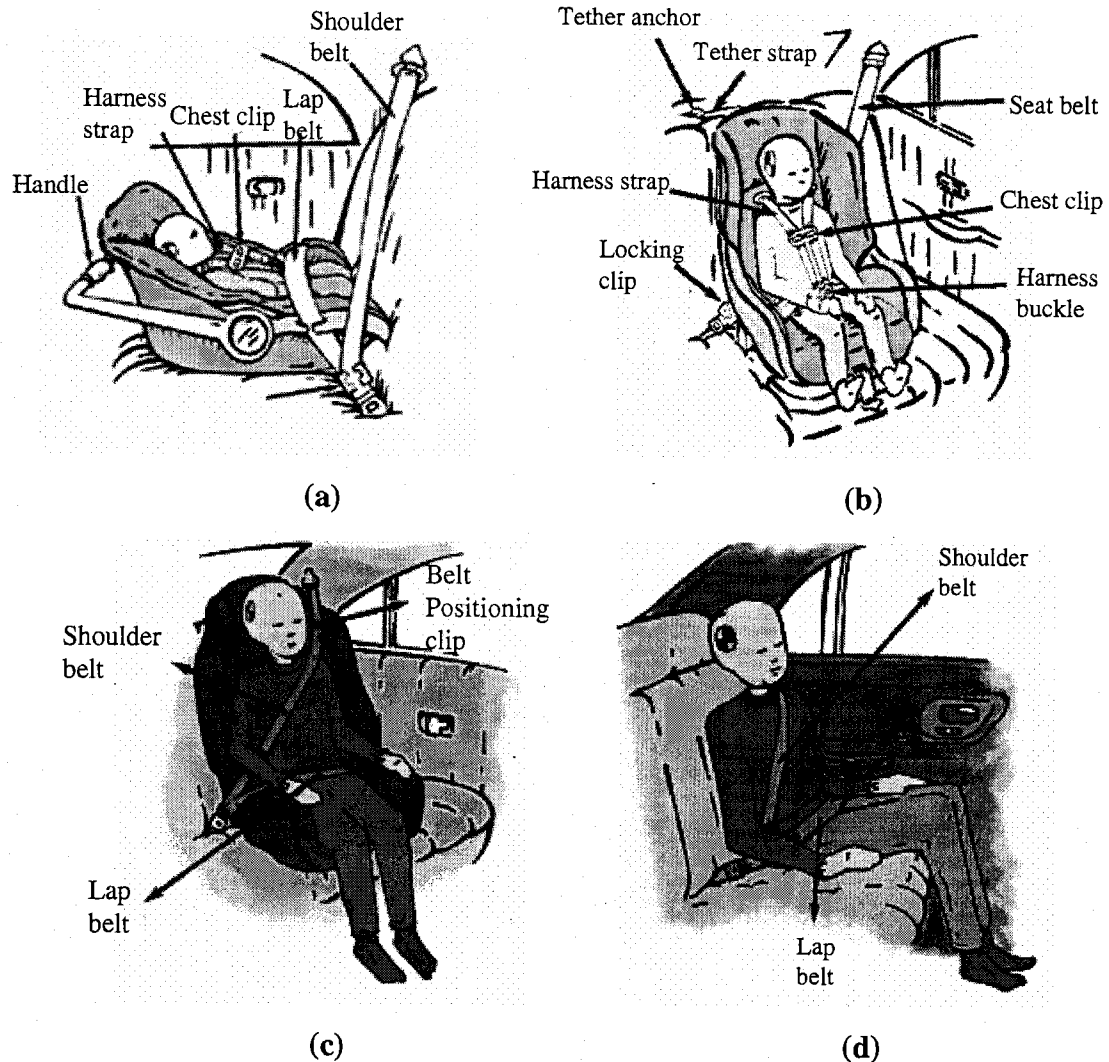 Shoulder
belt
Harness
strap
Chest clip
Lap
belt
Handle
(a)
Tether anchor
Tether strap
Seat belt
Harness strap
Chest clip
Locking
clip
Harness
buckle
(b)
Belt
Positioning
clip
Shoulder
belt
Lap
belt
(c)
Shoulder
belt
Lap
belt
(d)